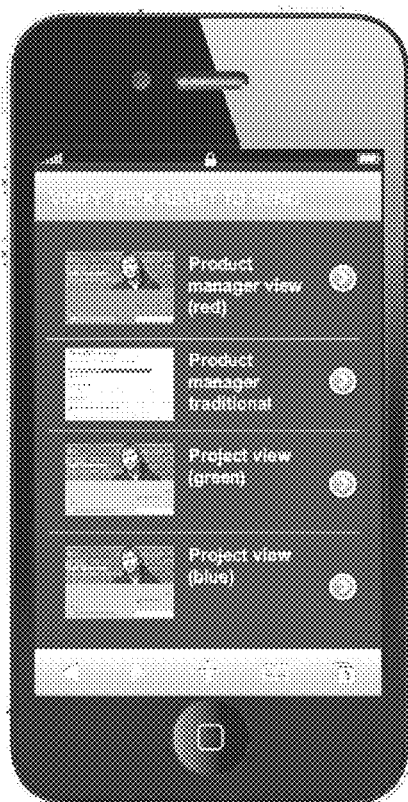 Product
manager view
(red)
Product
manager
traditional
Project view
(green)
Project view
(blue)